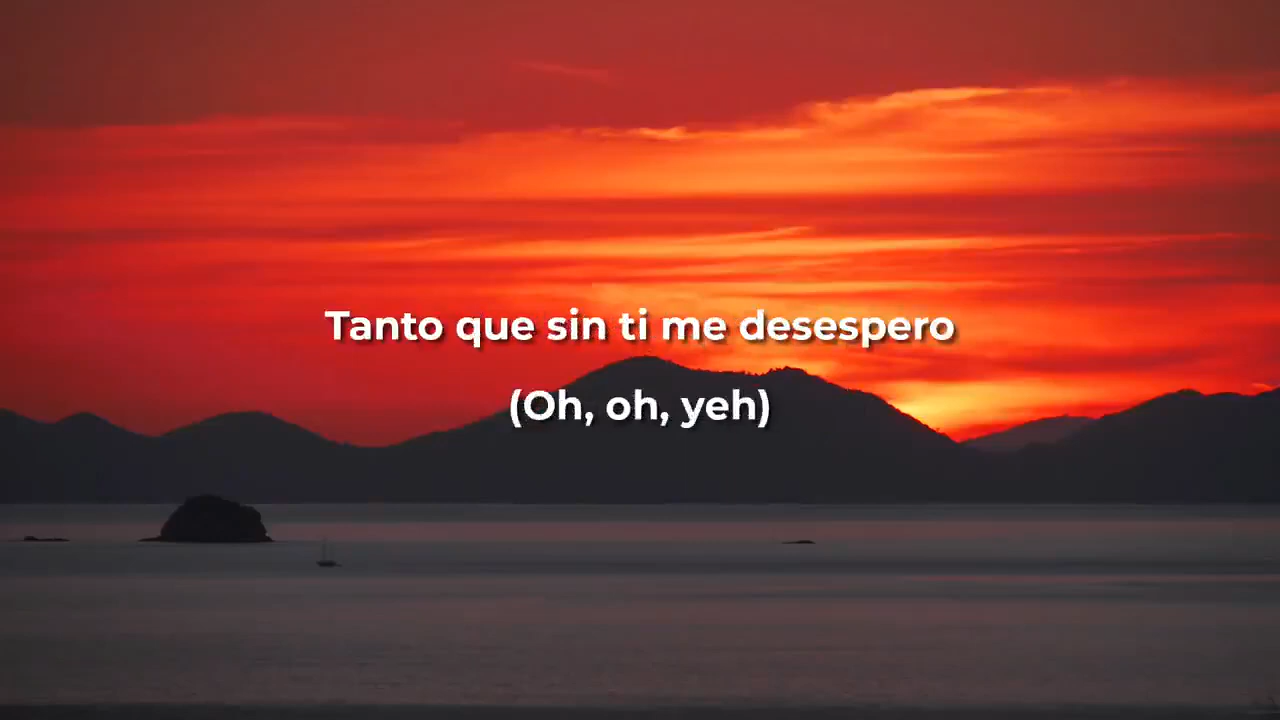 Tanto que sin ti me desespero
(Oh, oh, yeh)